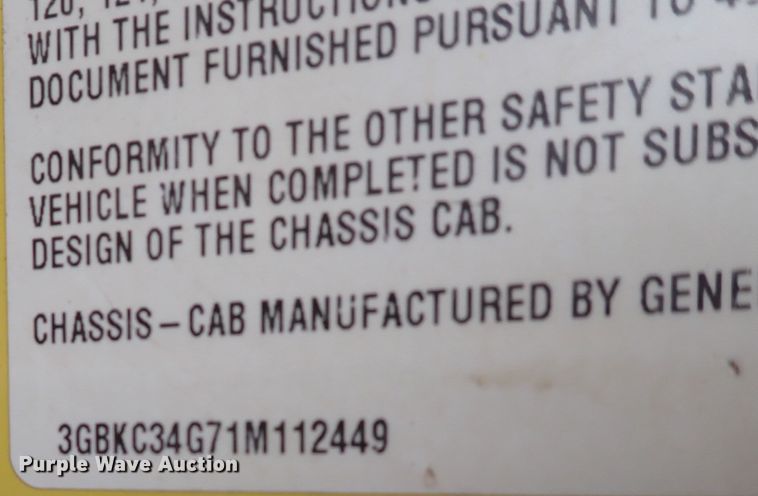 WITH THE INSTRUCTIONS
DOCUMENT FURNISHED PURSUANT TO
CONFORMITY TO THE OTHER SAFETY STA
VEHICLE WHEN COMPLETED IS NOT SUBS
DESIGN OF THE CHASSIS CAB.
CHASSIS – CAB MANUFACTURED BY GENE
3GBKC34G71M112449
Purple Wave Auction